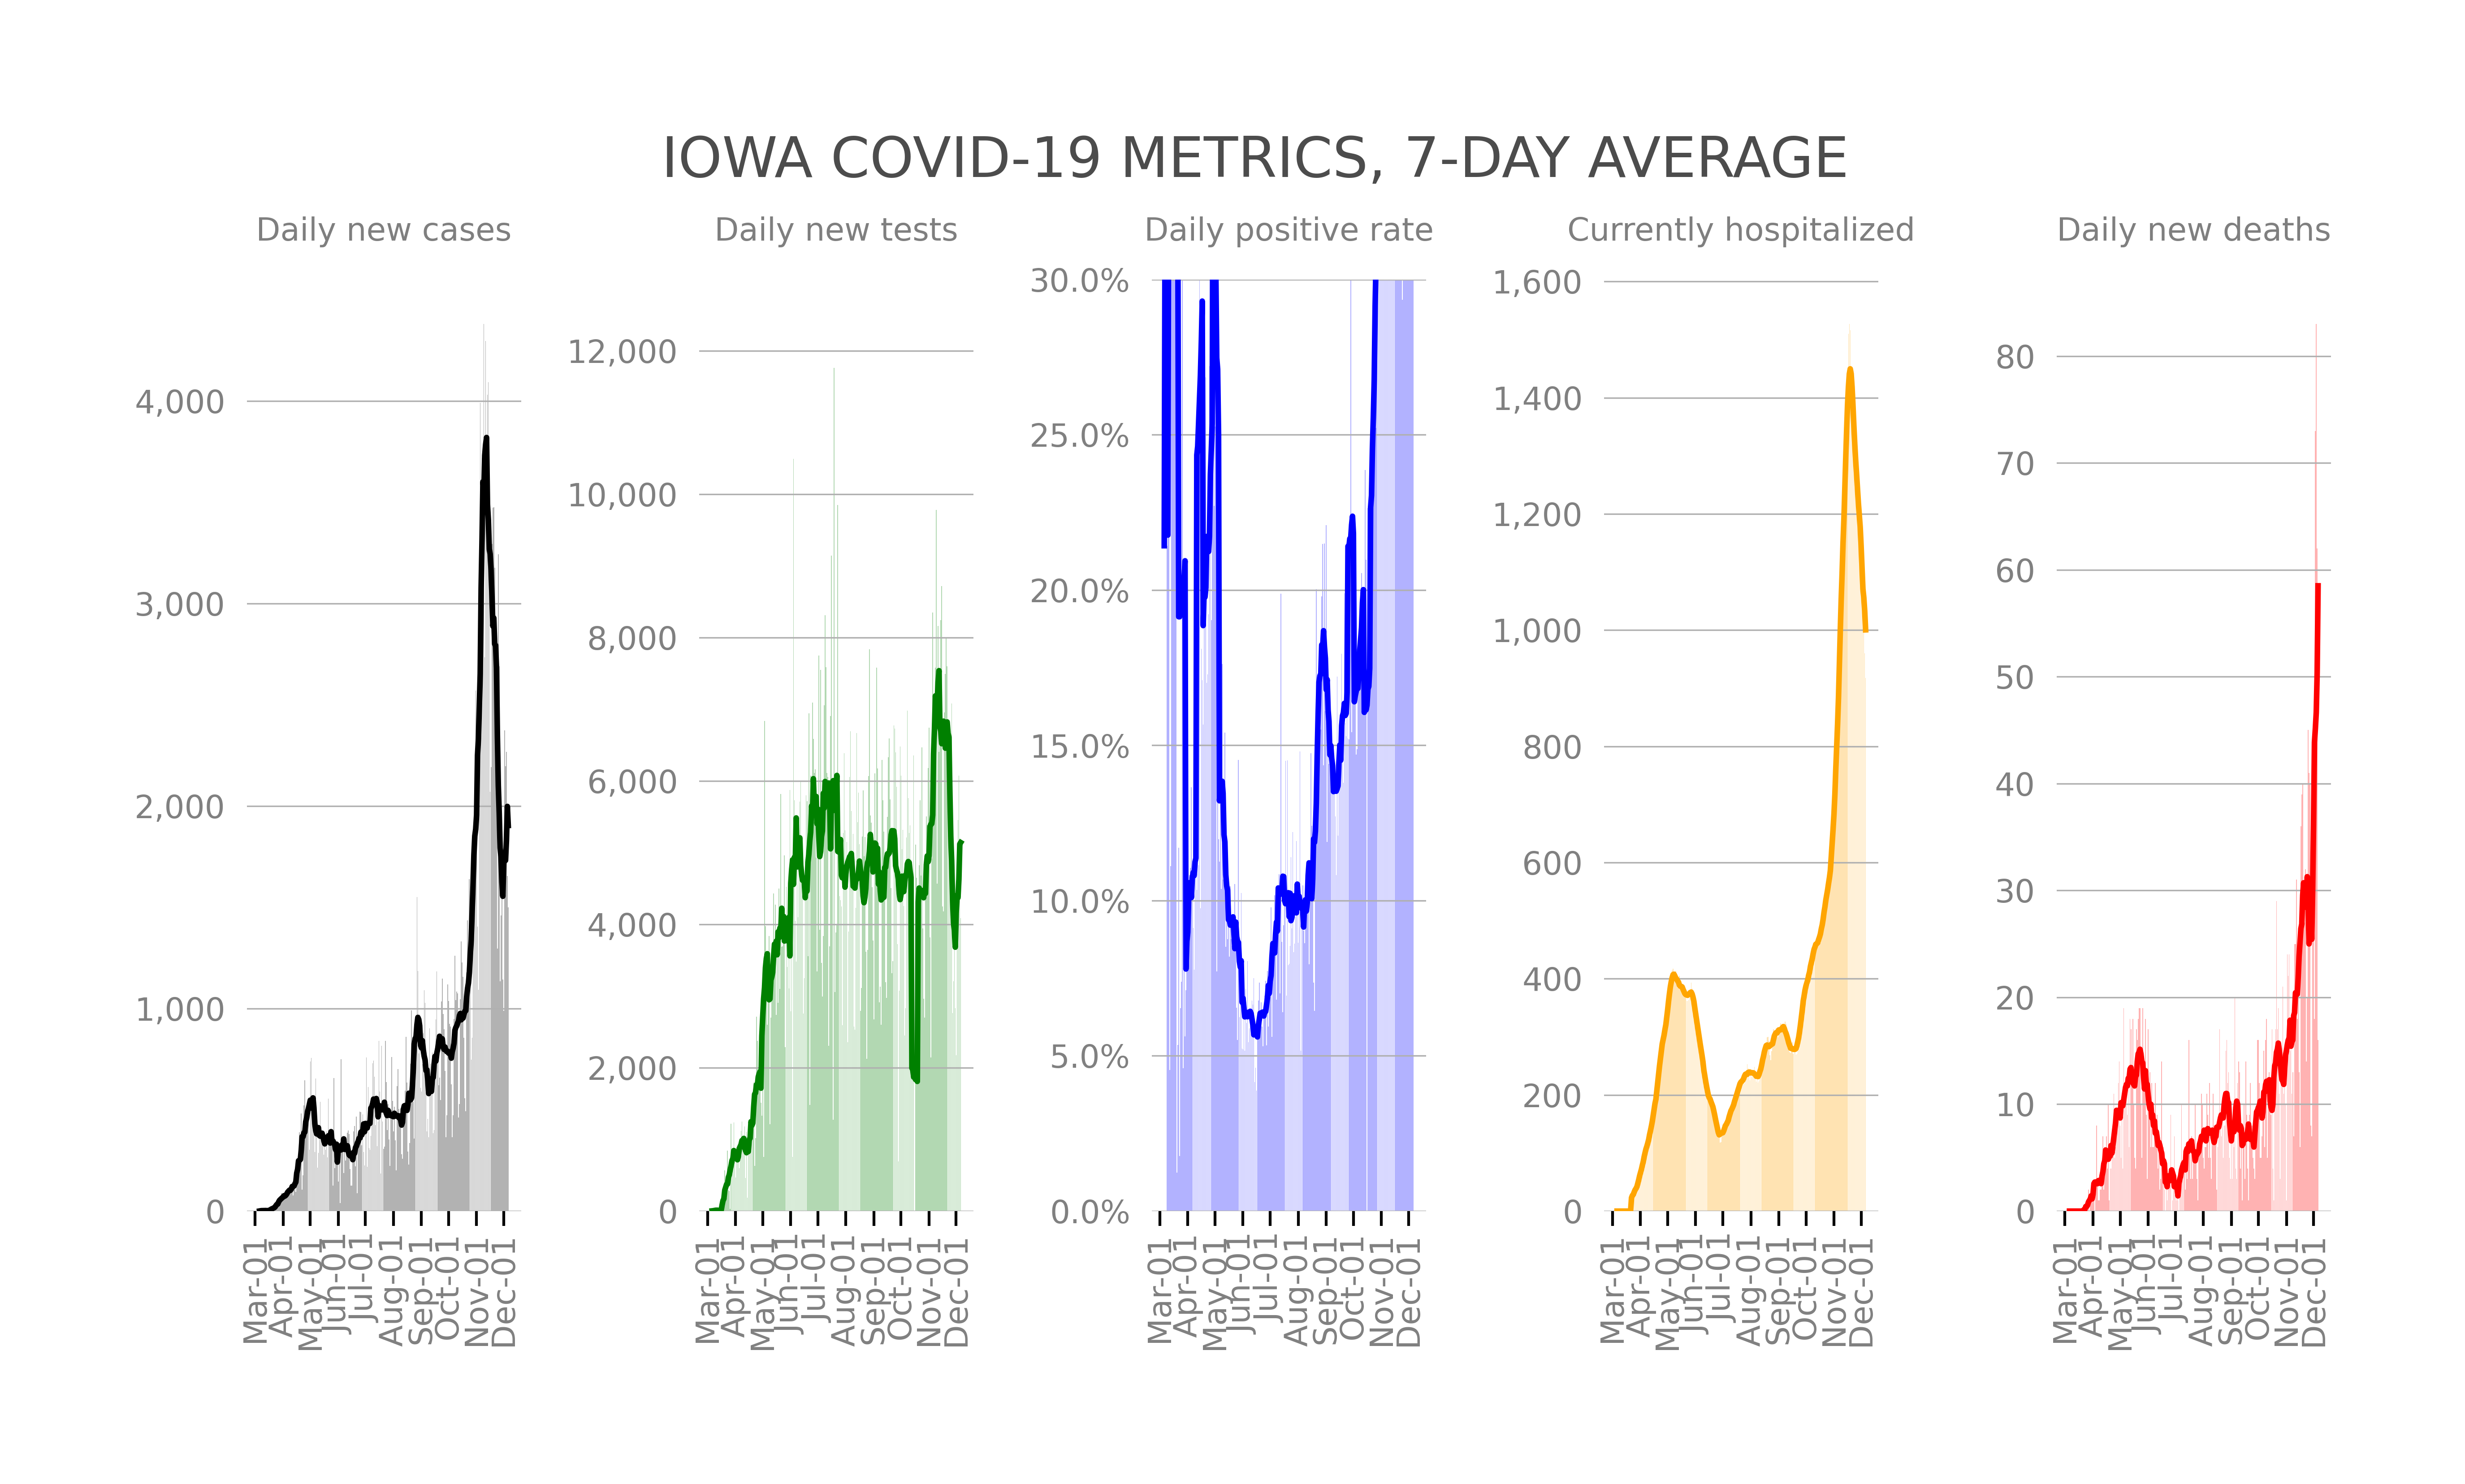 IOWA COVID-19 METRICS, 7-DAY AVERAGE
Daily new cases
4,000
3,000
2,000
1,000
0
Mar-01
Apr-01
May-01
Jun-01
Jul-01
Aug-01
Sep-01
Oct-01
Nov-01
Dec-01
Daily new tests
12,000
10,000
8,000
6,000
4,000
2,000
0
Mar-01
Apr-01
May-01
Jun-01
Jul-01
Aug-01
Sep-01
Oct-01
Nov-01
Dec-01
Daily positive rate
30.0%
25.0%
20.0%
15.0%
10.0%
5.0%
0.0%
Mar-01
Apr-01
May-01
Jun-01
Jul-01
Aug-01
Sep-01
Oct-01
Nov-01
Dec-01
Currently hospitalized
1,600
1,400
1,200
1,000
800
600
400
200
0
Mar-01
Apr-01
May-01
Jun-01
Jul-01
Aug-01
Sep-01
Oct-01
Nov-01
Dec-01
Daily new deaths
80
70
60
50
40
30
20
10
0
Mar-01
Apr-01
May-01
Jun-01
Jul-01
Aug-01
Sep-01
Oct-01
Nov-01
Dec-01